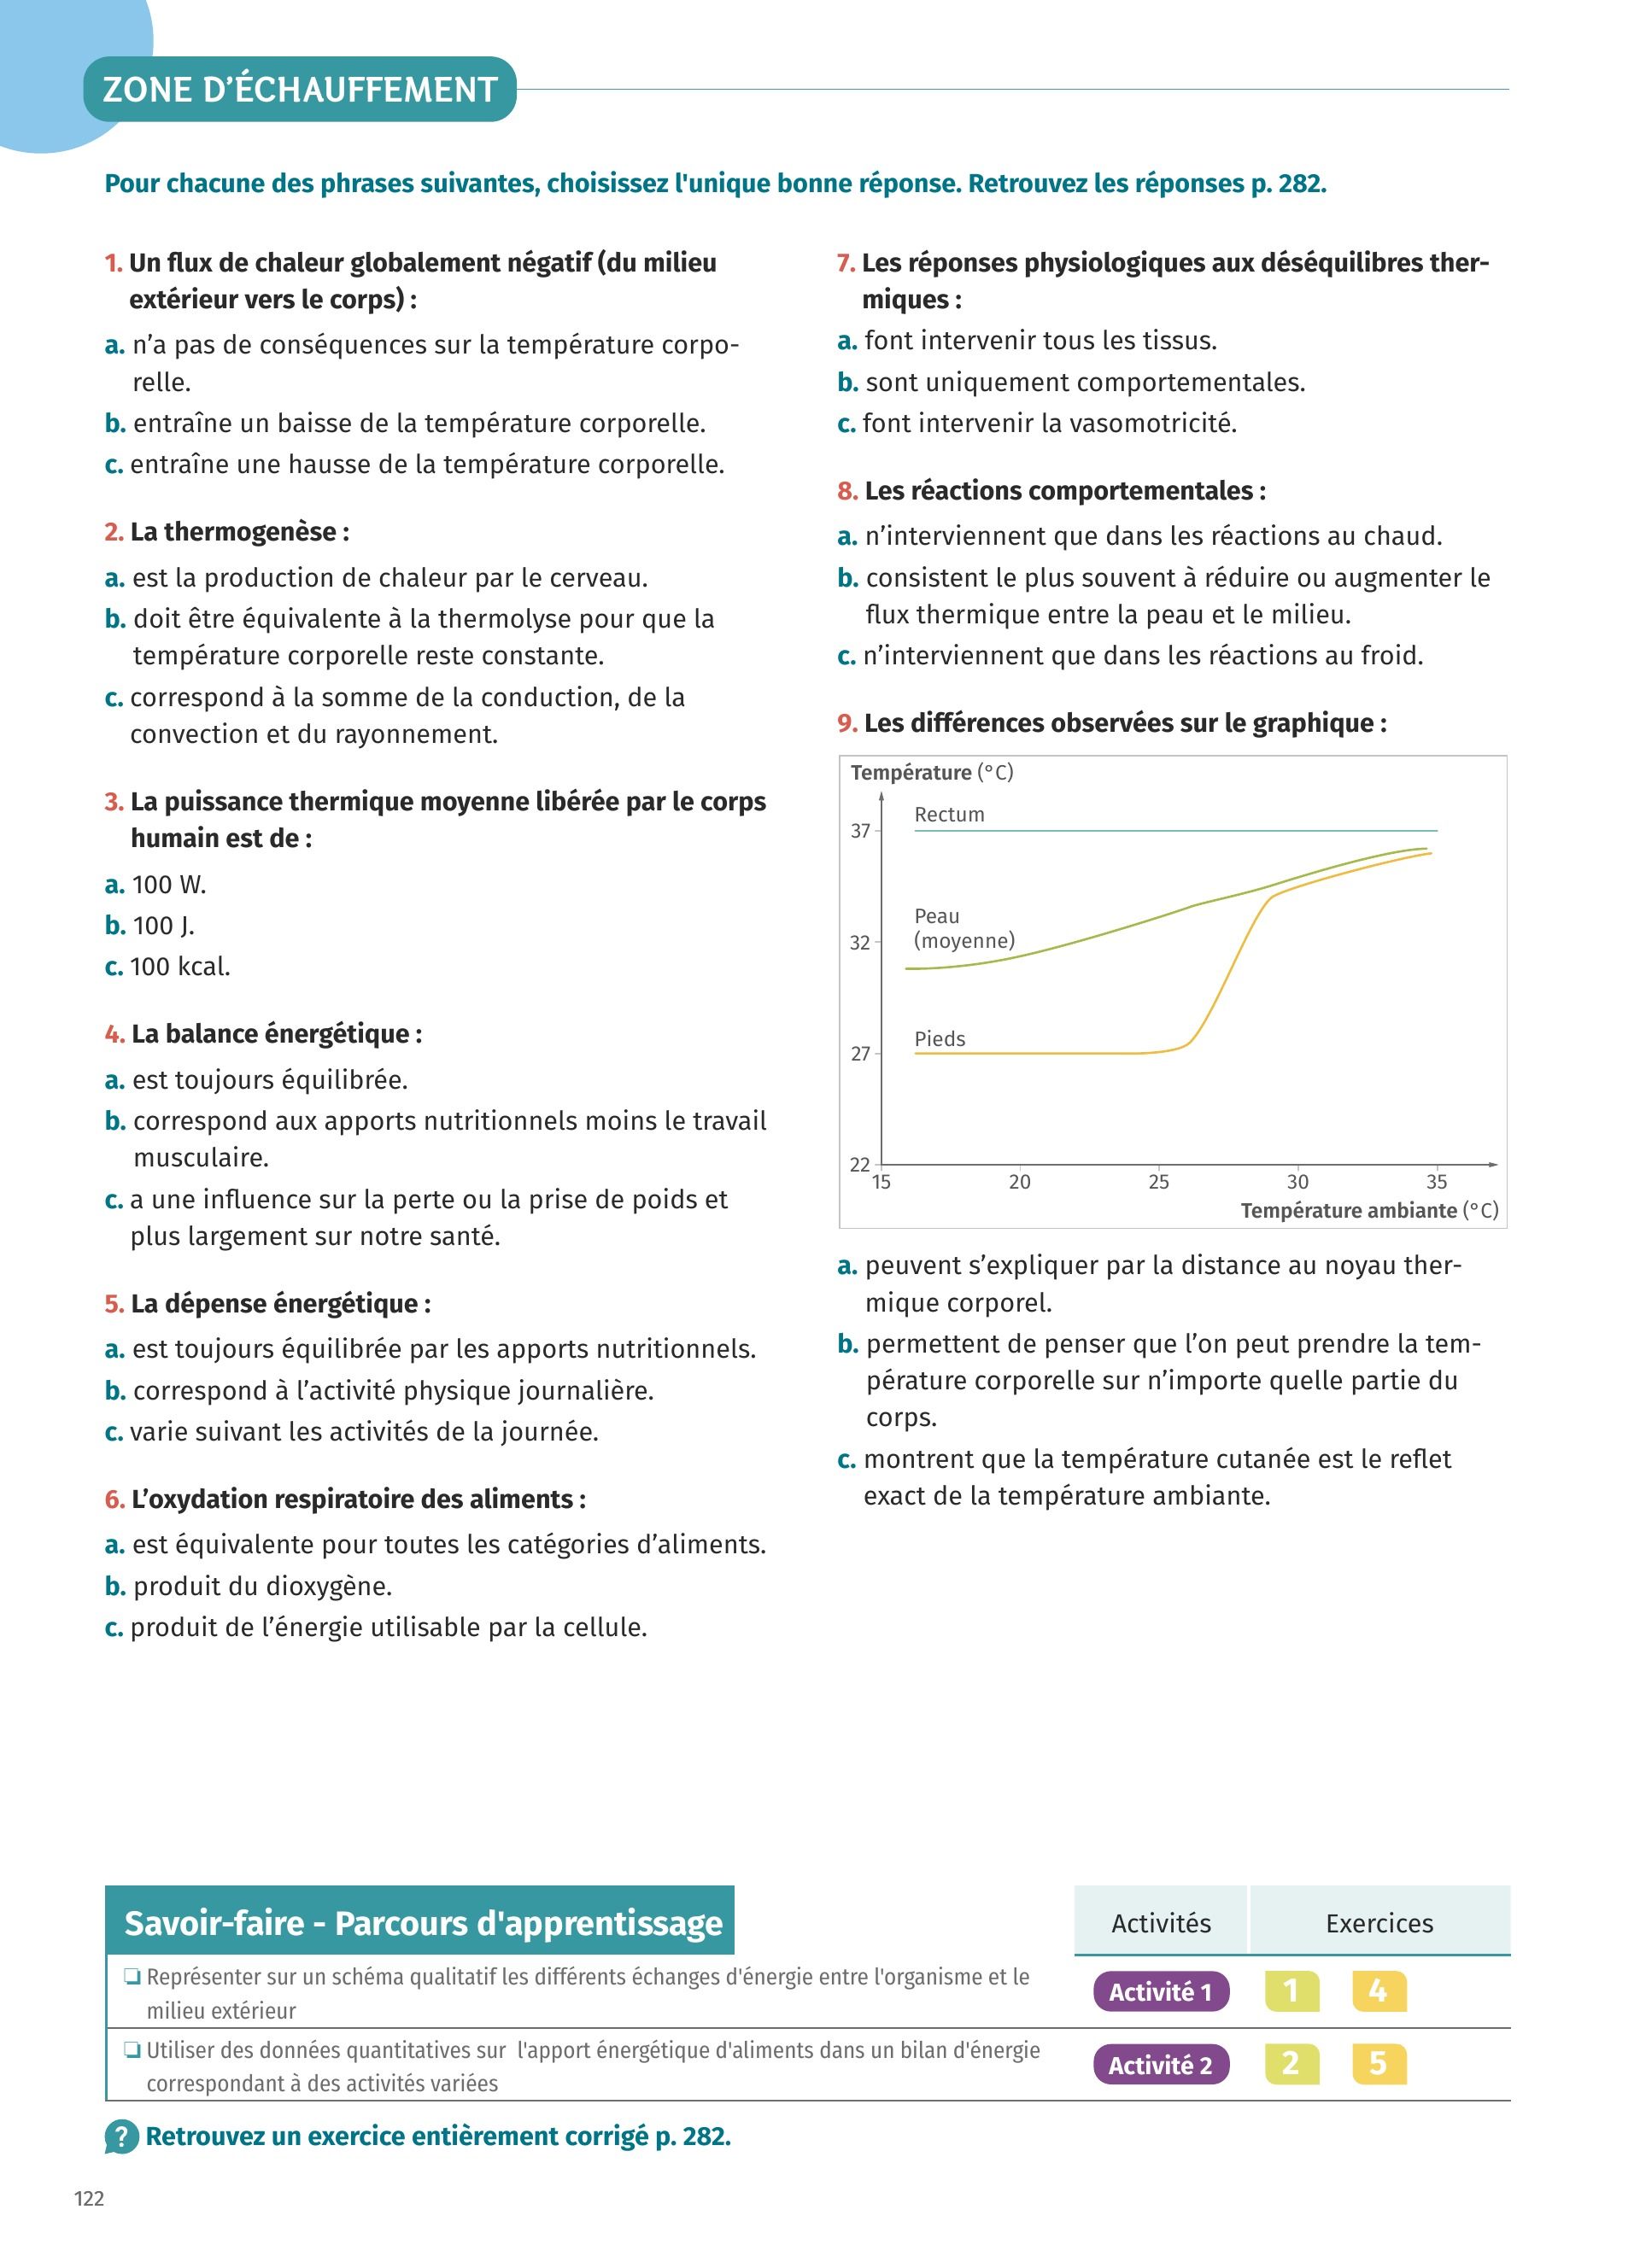 ZONE D'ÉCHAUFFEMENT
Pour chacune des phrases suivantes, choisissez l'unique bonne réponse. Retrouvez les réponses p. 282.
1. Un flux de chaleur globalement négatif (du milieu
extérieur vers le corps) :
a. n'a pas de conséquences sur la température corpo-
relle.
b. entraîne un baisse de la température corporelle.
c. entraîne une hausse de la température corporelle.
2. La thermogenèse :
a. est la production de chaleur par le cerveau.
b. doit être équivalente à la thermolyse pour que la
température corporelle reste constante.
c. correspond à la somme de la conduction, de la
convection et du rayonnement.
3. La puissance thermique moyenne libérée par le corps
humain est de :
a. 100 W.
b. 100 J.
c. 100 kcal.
4. La balance énergétique :
a. est toujours équilibrée.
b. correspond aux apports nutritionnels moins le travail
musculaire.
c. a une influence sur la perte ou la prise de poids et
plus largement sur notre santé.
5. La dépense énergétique :
a. est toujours équilibrée par les apports nutritionnels.
b. correspond à l'activité physique journalière.
c. varie suivant les activités de la journée.
6. L'oxydation respiratoire des aliments :
a. est équivalente pour toutes les catégories d'aliments.
b. produit du dioxygène.
c. produit de l'énergie utilisable par la cellule.
7. Les réponses physiologiques aux déséquilibres ther-
miques :
a. font intervenir tous les tissus.
b. sont uniquement comportementales.
c. font intervenir la vasomotricité.
8. Les réactions comportementales :
a. n'interviennent que dans les réactions au chaud.
b. consistent le plus souvent à réduire ou augmenter le
flux thermique entre la peau et le milieu.
c. n'interviennent que dans les réactions au froid.
9. Les différences observées sur le graphique :
Température (°C)
Rectum
37
Peau
(moyenne)
32
Pieds
27
22
15 20 25 30 35
Température ambiante (°C)
a. peuvent s'expliquer par la distance au noyau ther-
mique corporel.
b. permettent de penser que l'on peut prendre la tem-
pérature corporelle sur n'importe quelle partie du
corps.
c. montrent que la température cutanée est le reflet
exact de la température ambiante.
Savoir-faire - Parcours d'apprentissage Activités Exercices
Représenter sur un schéma qualitatif les différents échanges d'énergie entre l'organisme et le
milieu extérieur
Activité 1 1 4
Utiliser des données quantitatives sur l'apport énergétique d'aliments dans un bilan d'énergie
correspondant à des activités variées
Activité 2 2 5
? Retrouvez un exercice entièrement corrigé p. 282.
122